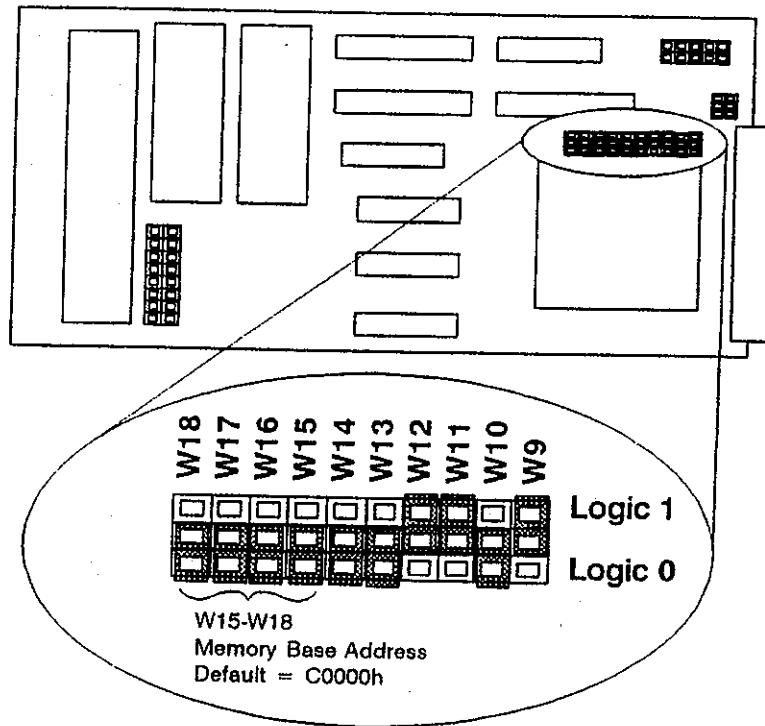 W18 W17 W16 W15 W14 W13 W12 W11 W10 W9
Logic 1
Logic 0
W15-W18
Memory Base Address
Default = C0000h